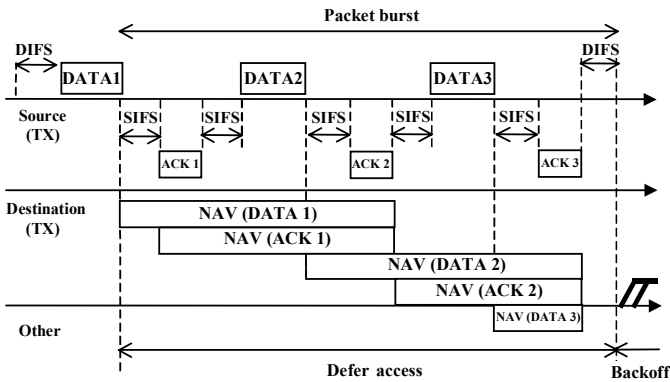 Packet burst
DIFS
DIFS
DATA1
DATA2
DATA3
Source
(TX)
SIFS
SIFS
SIFS
SIFS
SIFS
ACK 1
ACK 2
ACK 3
Destination
(TX)
NAV (DATA 1)
NAV (ACK 1)
NAV (DATA 2)
NAV (ACK 2)
NAV (DATA 3)
Other
Defer access
Backoff